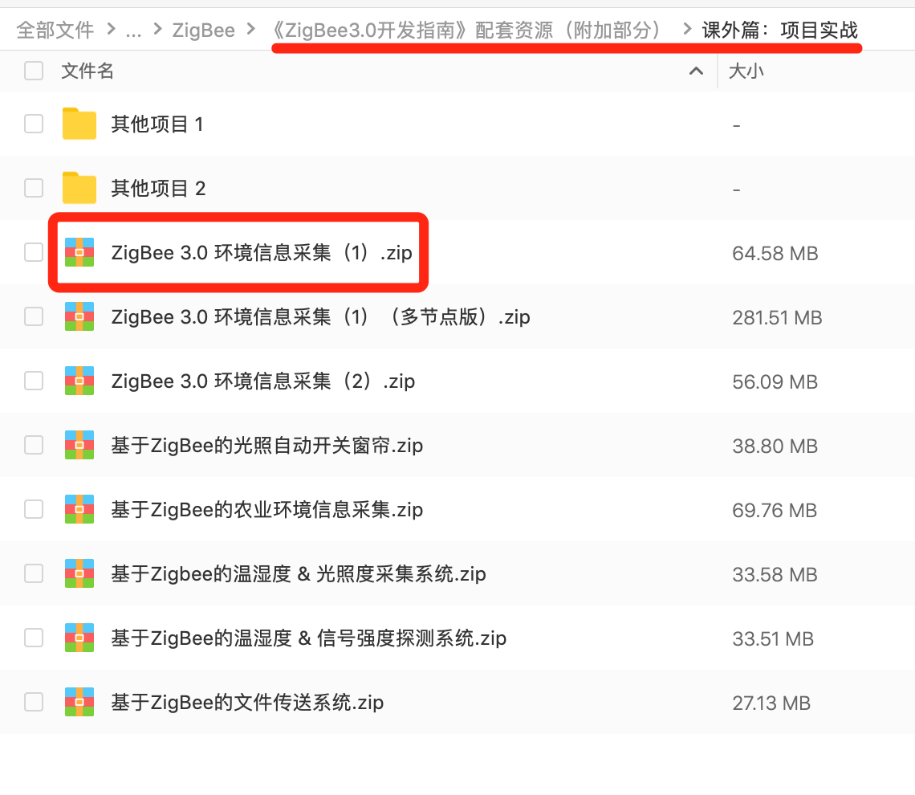 全部文件 > ... > ZigBee > 《ZigBee3.0开发指南》配套资源（附加部分） > 课外篇：项目实战
文件名 大小
其他项目 1 -
其他项目 2 -
ZigBee 3.0 环境信息采集（1）.zip 64.58 MB
ZigBee 3.0 环境信息采集（1）（多节点版）.zip 281.51 MB
ZigBee 3.0 环境信息采集（2）.zip 56.09 MB
基于ZigBee的光照自动开关窗帘.zip 38.80 MB
基于ZigBee的农业环境信息采集.zip 69.76 MB
基于Zigbee的温湿度 & 光照度采集系统.zip 33.58 MB
基于ZigBee的温湿度 & 信号强度探测系统.zip 33.51 MB
基于ZigBee的文件传送系统.zip 27.13 MB